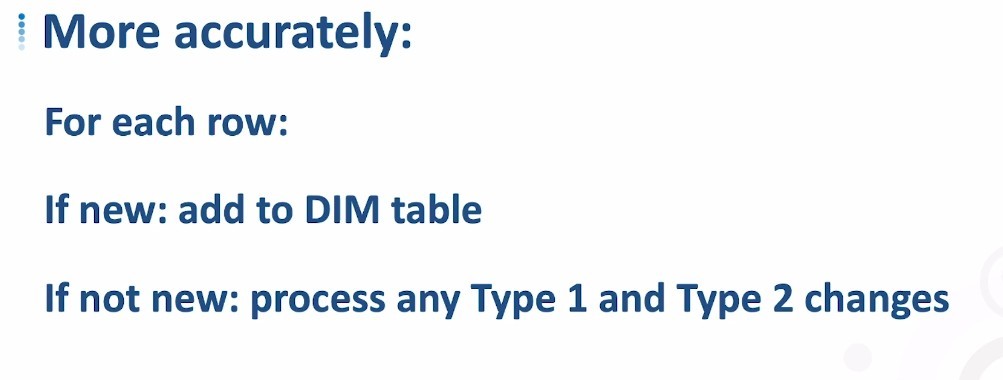 More accurately:
For each row:
If new: add to DIM table
If not new: process any Type 1 and Type 2 changes